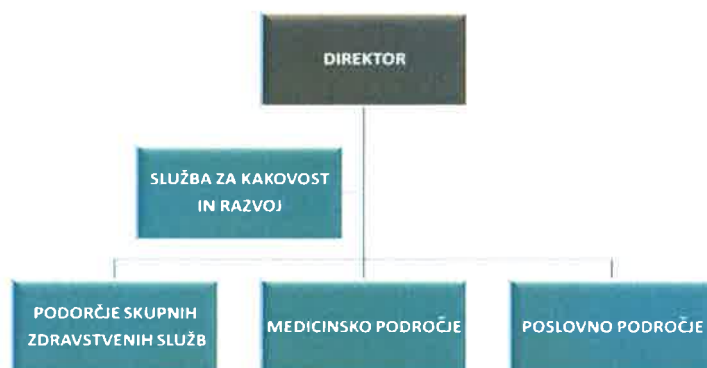 DIREKTOR
SLUŽBA ZA KAKOVOST
IN RAZVOJ
PODORČJE SKUPNIH
ZDRAVSTVENIH SLUŽB
MEDICINSKO PODROČJE
POSLOVNO PODROČJE